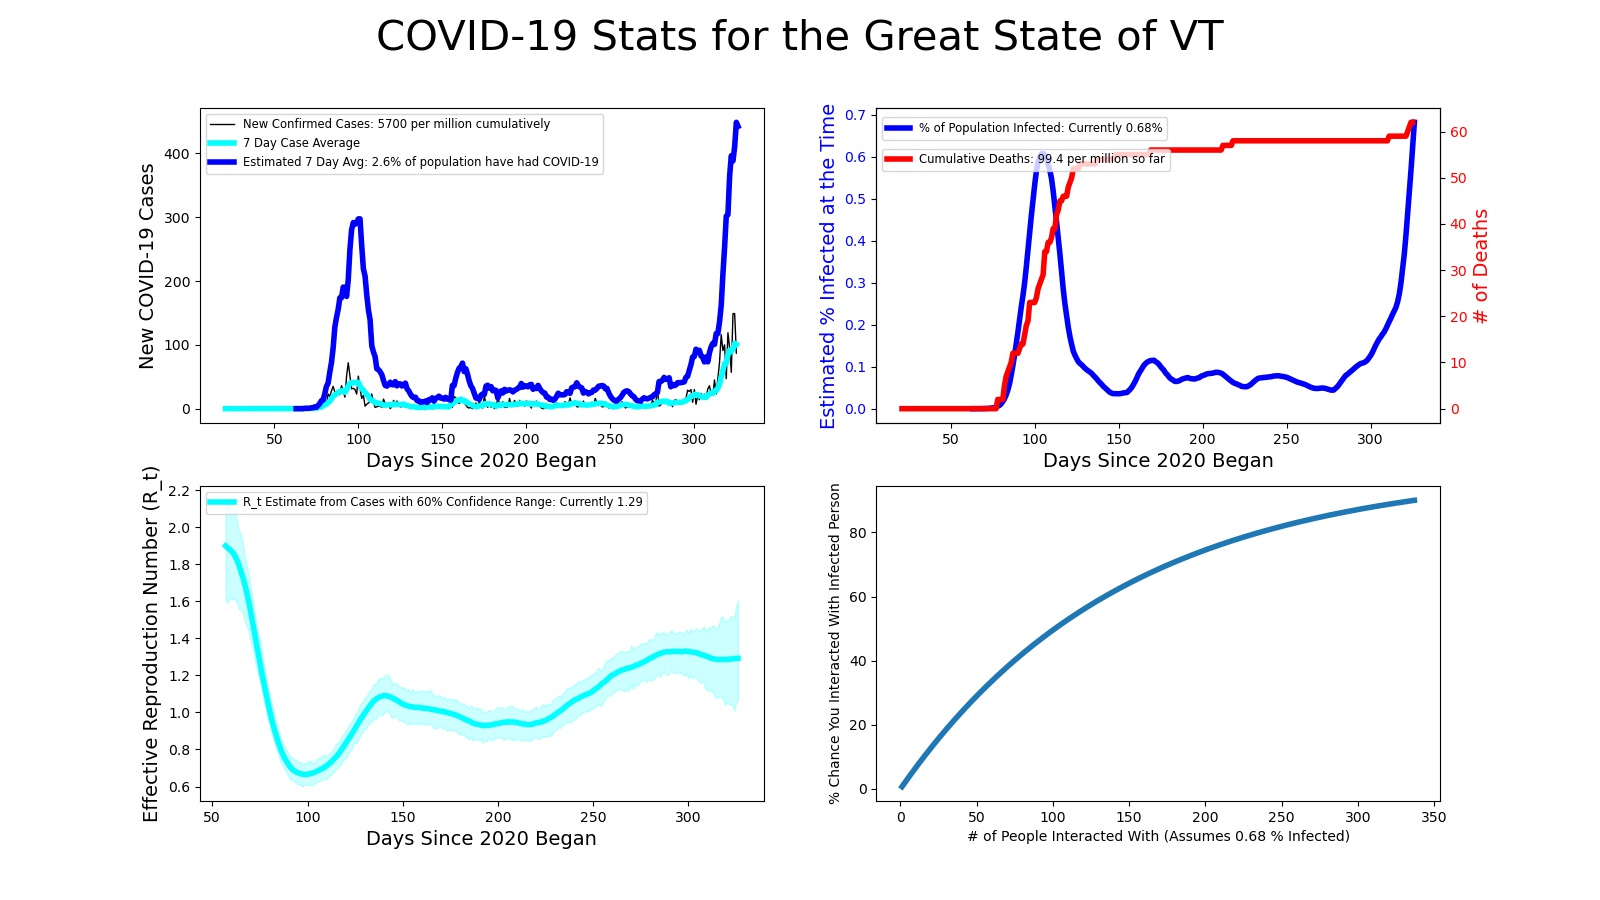 COVID-19 Stats for the Great State of VT
New COVID-19 Cases
400
300
200
100
0
New Confirmed Cases: 5700 per million cumulatively
7 Day Case Average
Estimated 7 Day Avg: 2.6% of population have had COVID-19
50 100 150 200 250 300
Days Since 2020 Began
Estimated % Infected at the Time
0.7
0.6
0.5
0.4
0.3
0.2
0.1
0.0
% of Population Infected: Currently 0.68%
Cumulative Deaths: 99.4 per million so far
60
50
40
30
20
10
0
# of Deaths
50 100 150 200 250 300
Days Since 2020 Began
Effective Reproduction Number (R_t)
2.2
2.0
1.8
1.6
1.4
1.2
1.0
0.8
0.6
R_t Estimate from Cases with 60% Confidence Range: Currently 1.29
50 100 150 200 250 300
Days Since 2020 Began
% Chance You Interacted With Infected Person
80
60
40
20
0
0 50 100 150 200 250 300 350
# of People Interacted With (Assumes 0.68 % Infected)